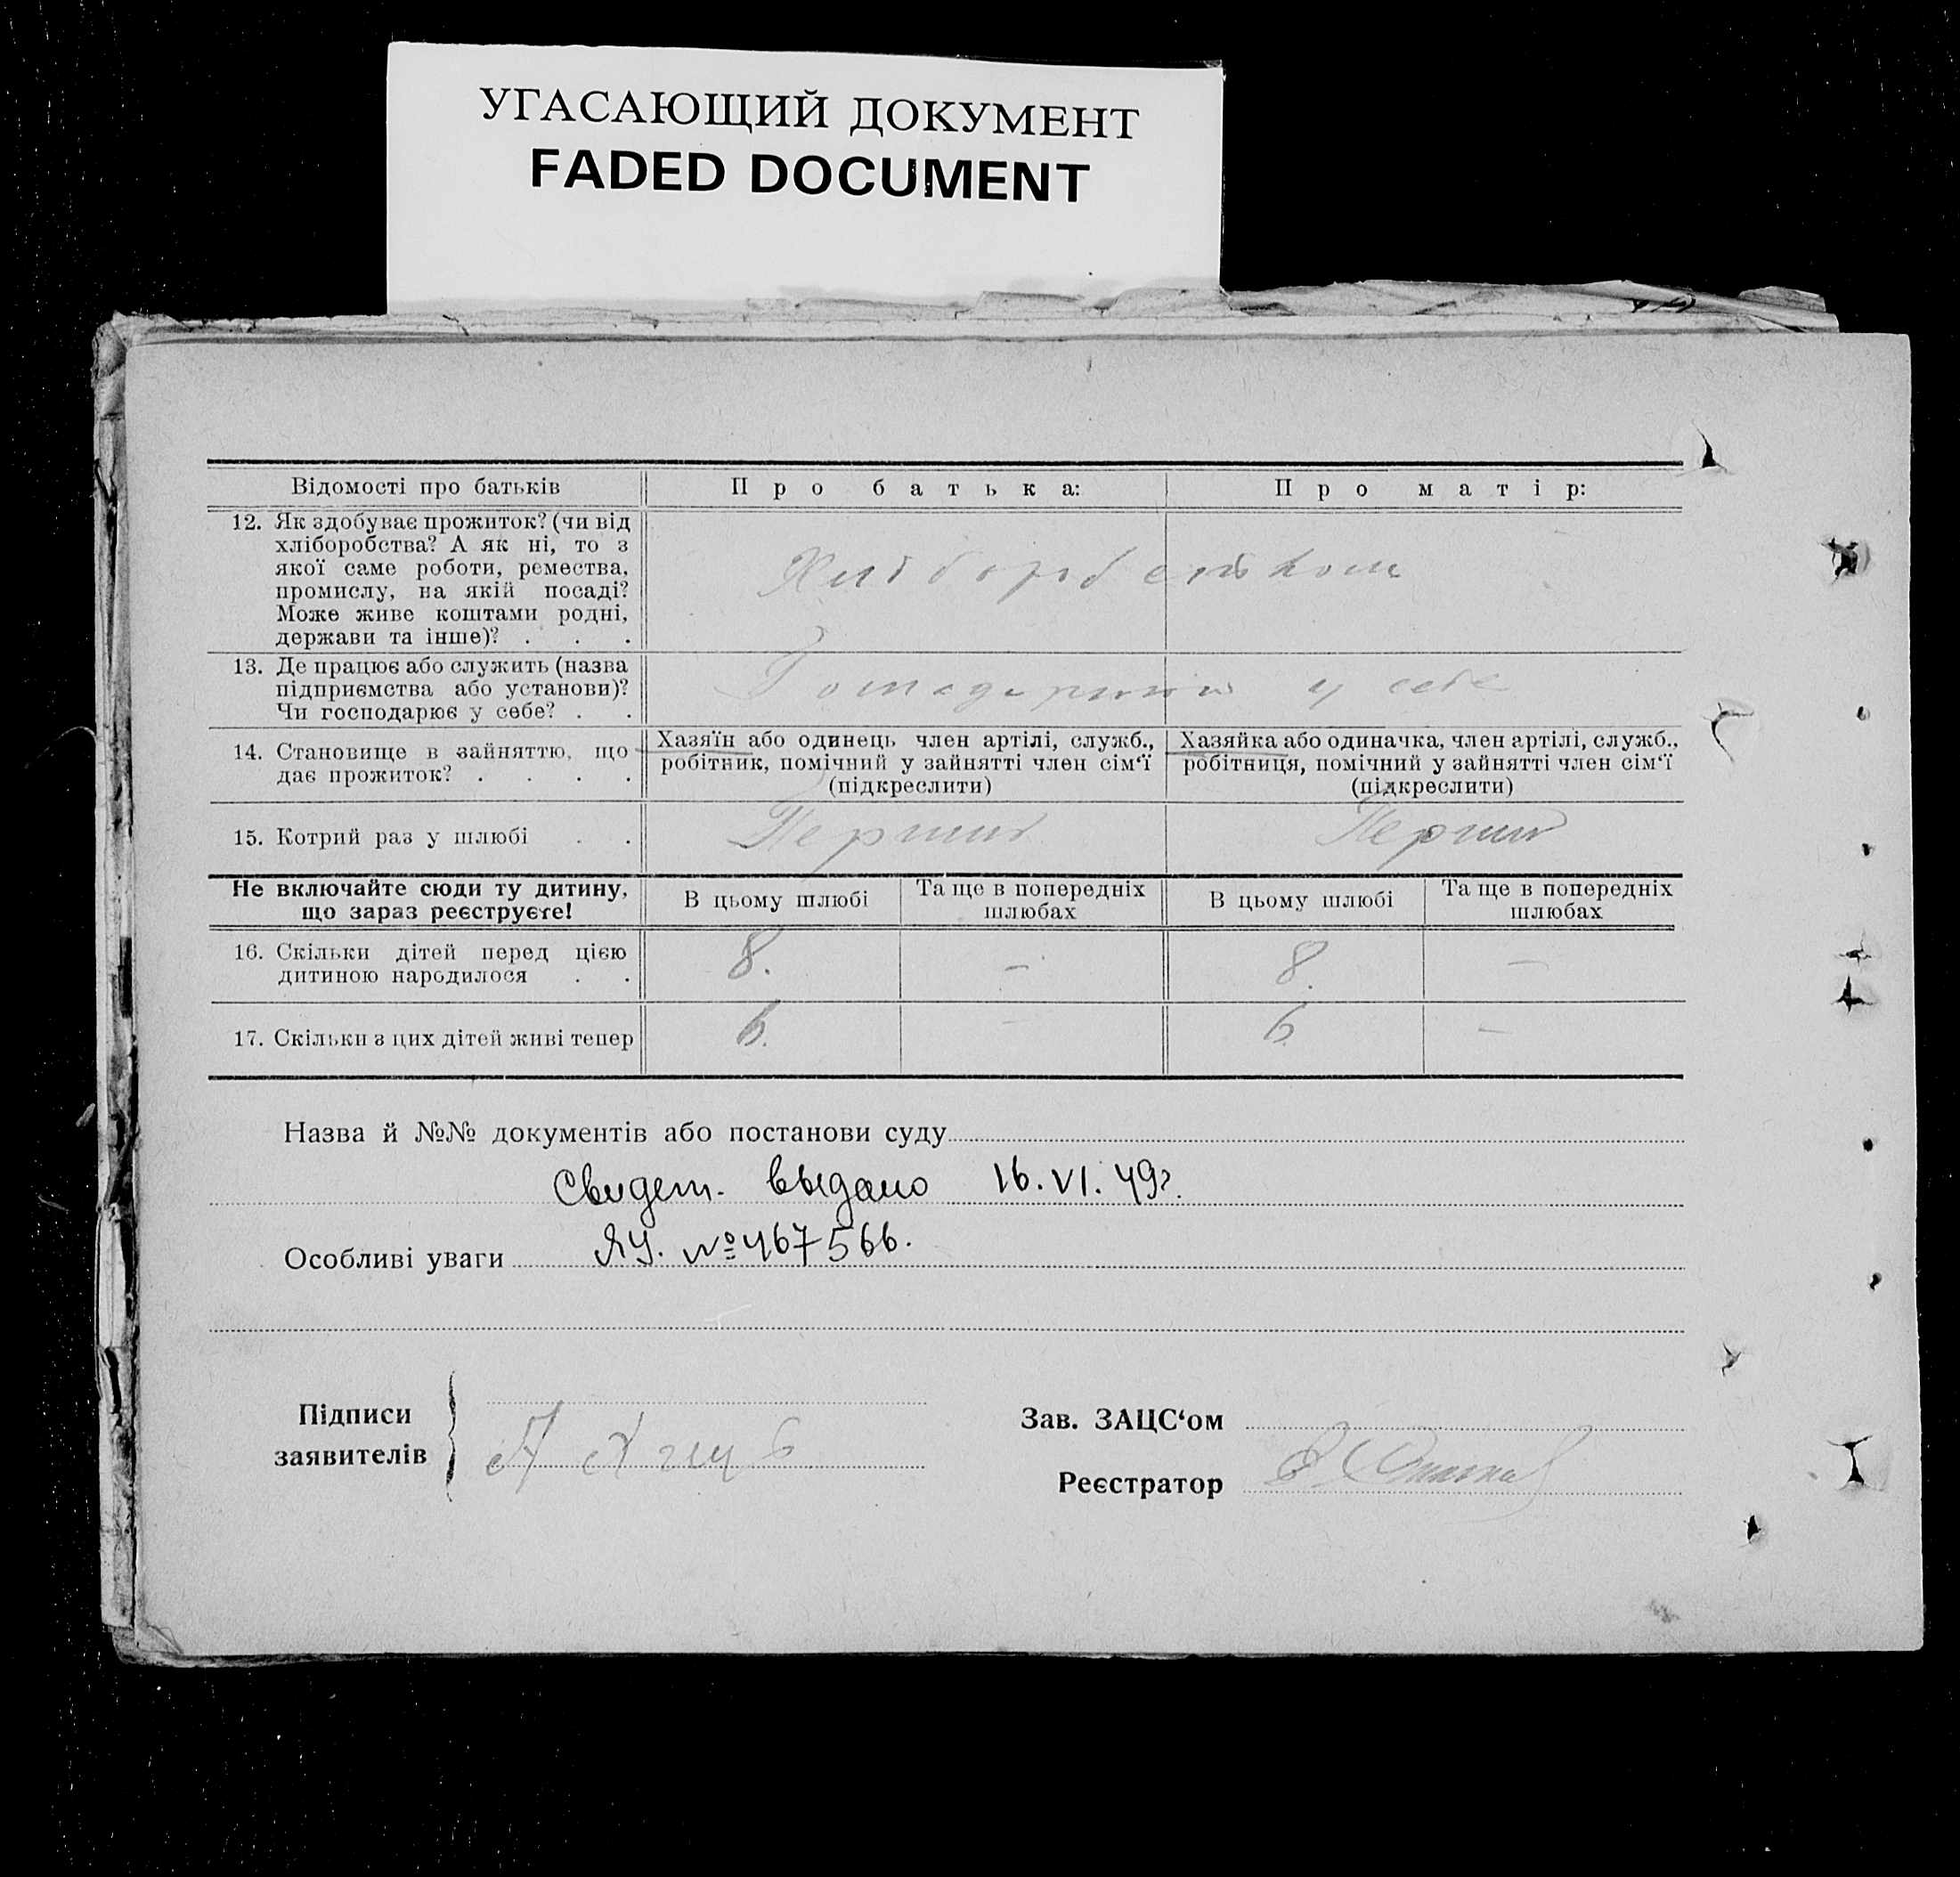 УГАСАЮЩИЙ ДОКУМЕНТ
FADED DOCUMENT
Відомості про батьків
Про батька:
Про матір:
12. Як здобуває прожиток? (чи від
хліборобства? А як ні, то з
якої саме роботи, ремества,
промислу, на якій посаді?
Може живе коштами родні,
держави та інше)? . . .
13. Де працює або служить (назва
підприємства або установи)?
Чи господарює у себе? . .
у себе
14. Становище в зайняттю, що
дає прожиток? . . . .
Хазяїн або одинець член артілі, служб.,
робітник, помічний у зайнятті член сім‘ї
(підкреслити)
Хазяйка або одиначка, член артілі, служб.,
робітниця, помічний у зайнятті член сім‘ї
(підкреслити)
15. Котрий раз у шлюбі . .
Перший
Перший
Не включайте сюди ту дитину,
що зараз реєструєте!
В цьому шлюбі
Та ще в попередніх
шлюбах
В цьому шлюбі
Та ще в попередніх
шлюбах
16. Скільки дітей перед цією
дитиною народилося . .
8. – 8. –
17. Скільки з цих дітей живі тепер
6. – 6. –
Назва й №№ документів або постанови суду
Свидет. выдано 16.VI.49г.
Особливі уваги ЯУ. №467566.
Підписи
заявителів
Зав. ЗАЦС‘ом
Реєстратор